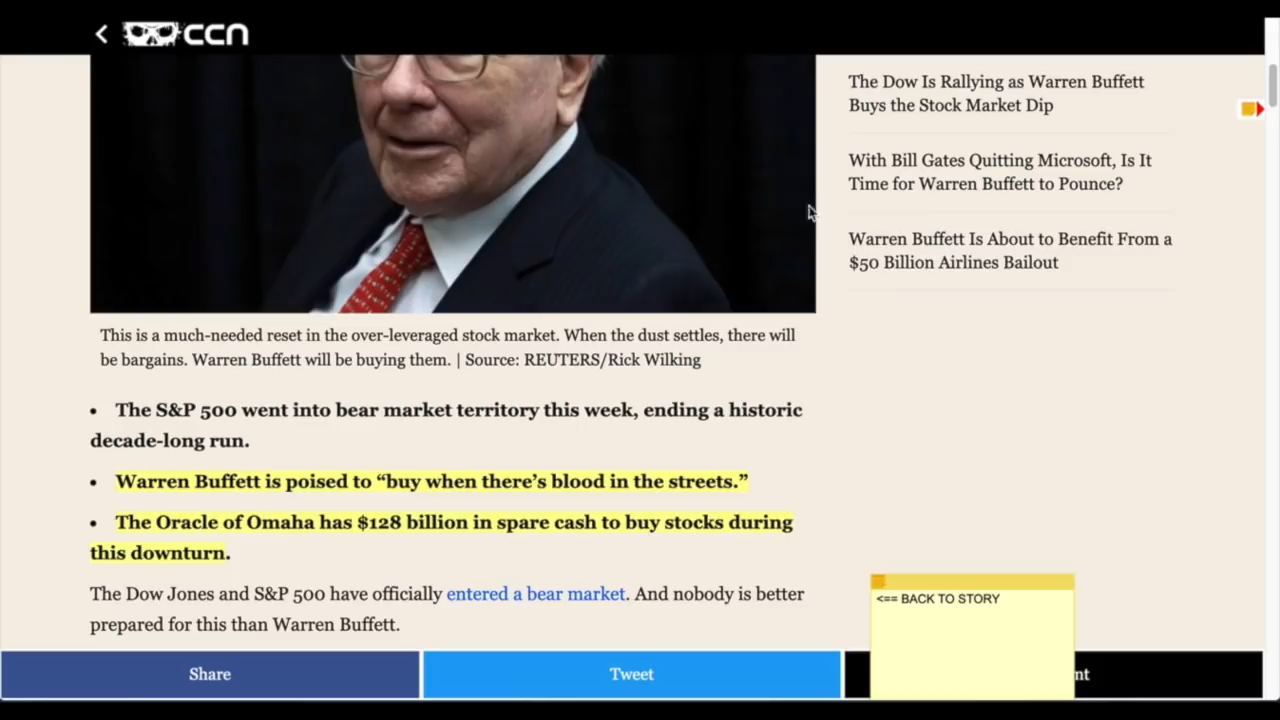 ccn
The Dow Is Rallying as Warren Buffett
Buys the Stock Market Dip
With Bill Gates Quitting Microsoft, Is It
Time for Warren Buffett to Pounce?
Warren Buffett Is About to Benefit From a
$50 Billion Airlines Bailout
This is a much-needed reset in the over-leveraged stock market. When the dust settles, there will
be bargains. Warren Buffett will be buying them. | Source: REUTERS/Rick Wilking
• The S&P 500 went into bear market territory this week, ending a historic
decade-long run.
• Warren Buffett is poised to “buy when there’s blood in the streets.”
• The Oracle of Omaha has $128 billion in spare cash to buy stocks during
this downturn.
The Dow Jones and S&P 500 have officially entered a bear market. And nobody is better
prepared for this than Warren Buffett.
<== BACK TO STORY
Share
Tweet
nt